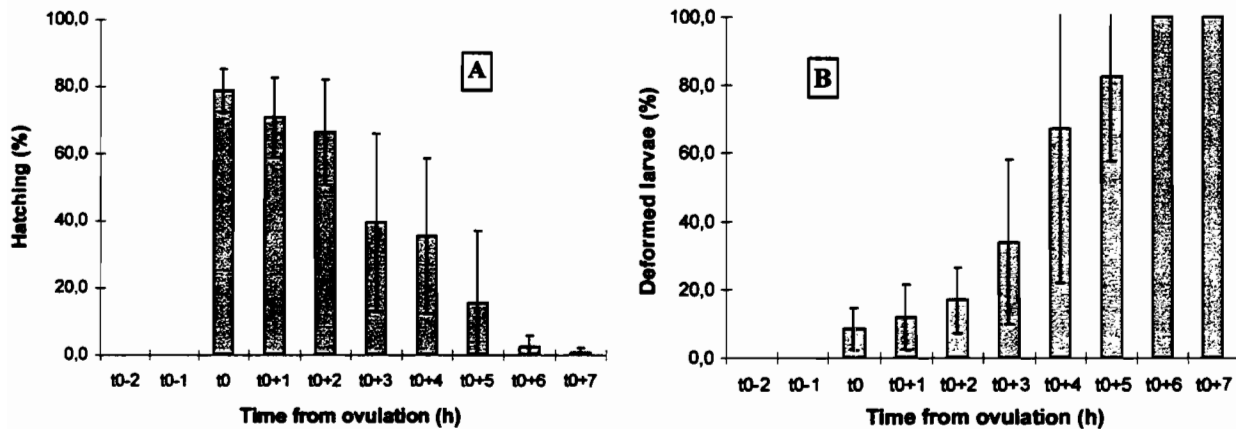 A
Hatching (%)
100,0
80,0
60,0
40,0
20,0
0,0
t0-2 t0-1 t0 t0+1 t0+2 t0+3 t0+4 t0+5 t0+6 t0+7
Time from ovulation (h)
B
Deformed larvae (%)
100,0
80,0
60,0
40,0
20,0
0,0
t0-2 t0-1 t0 t0+1 t0+2 t0+3 t0+4 t0+5 t0+6 t0+7
Time from ovulation (h)